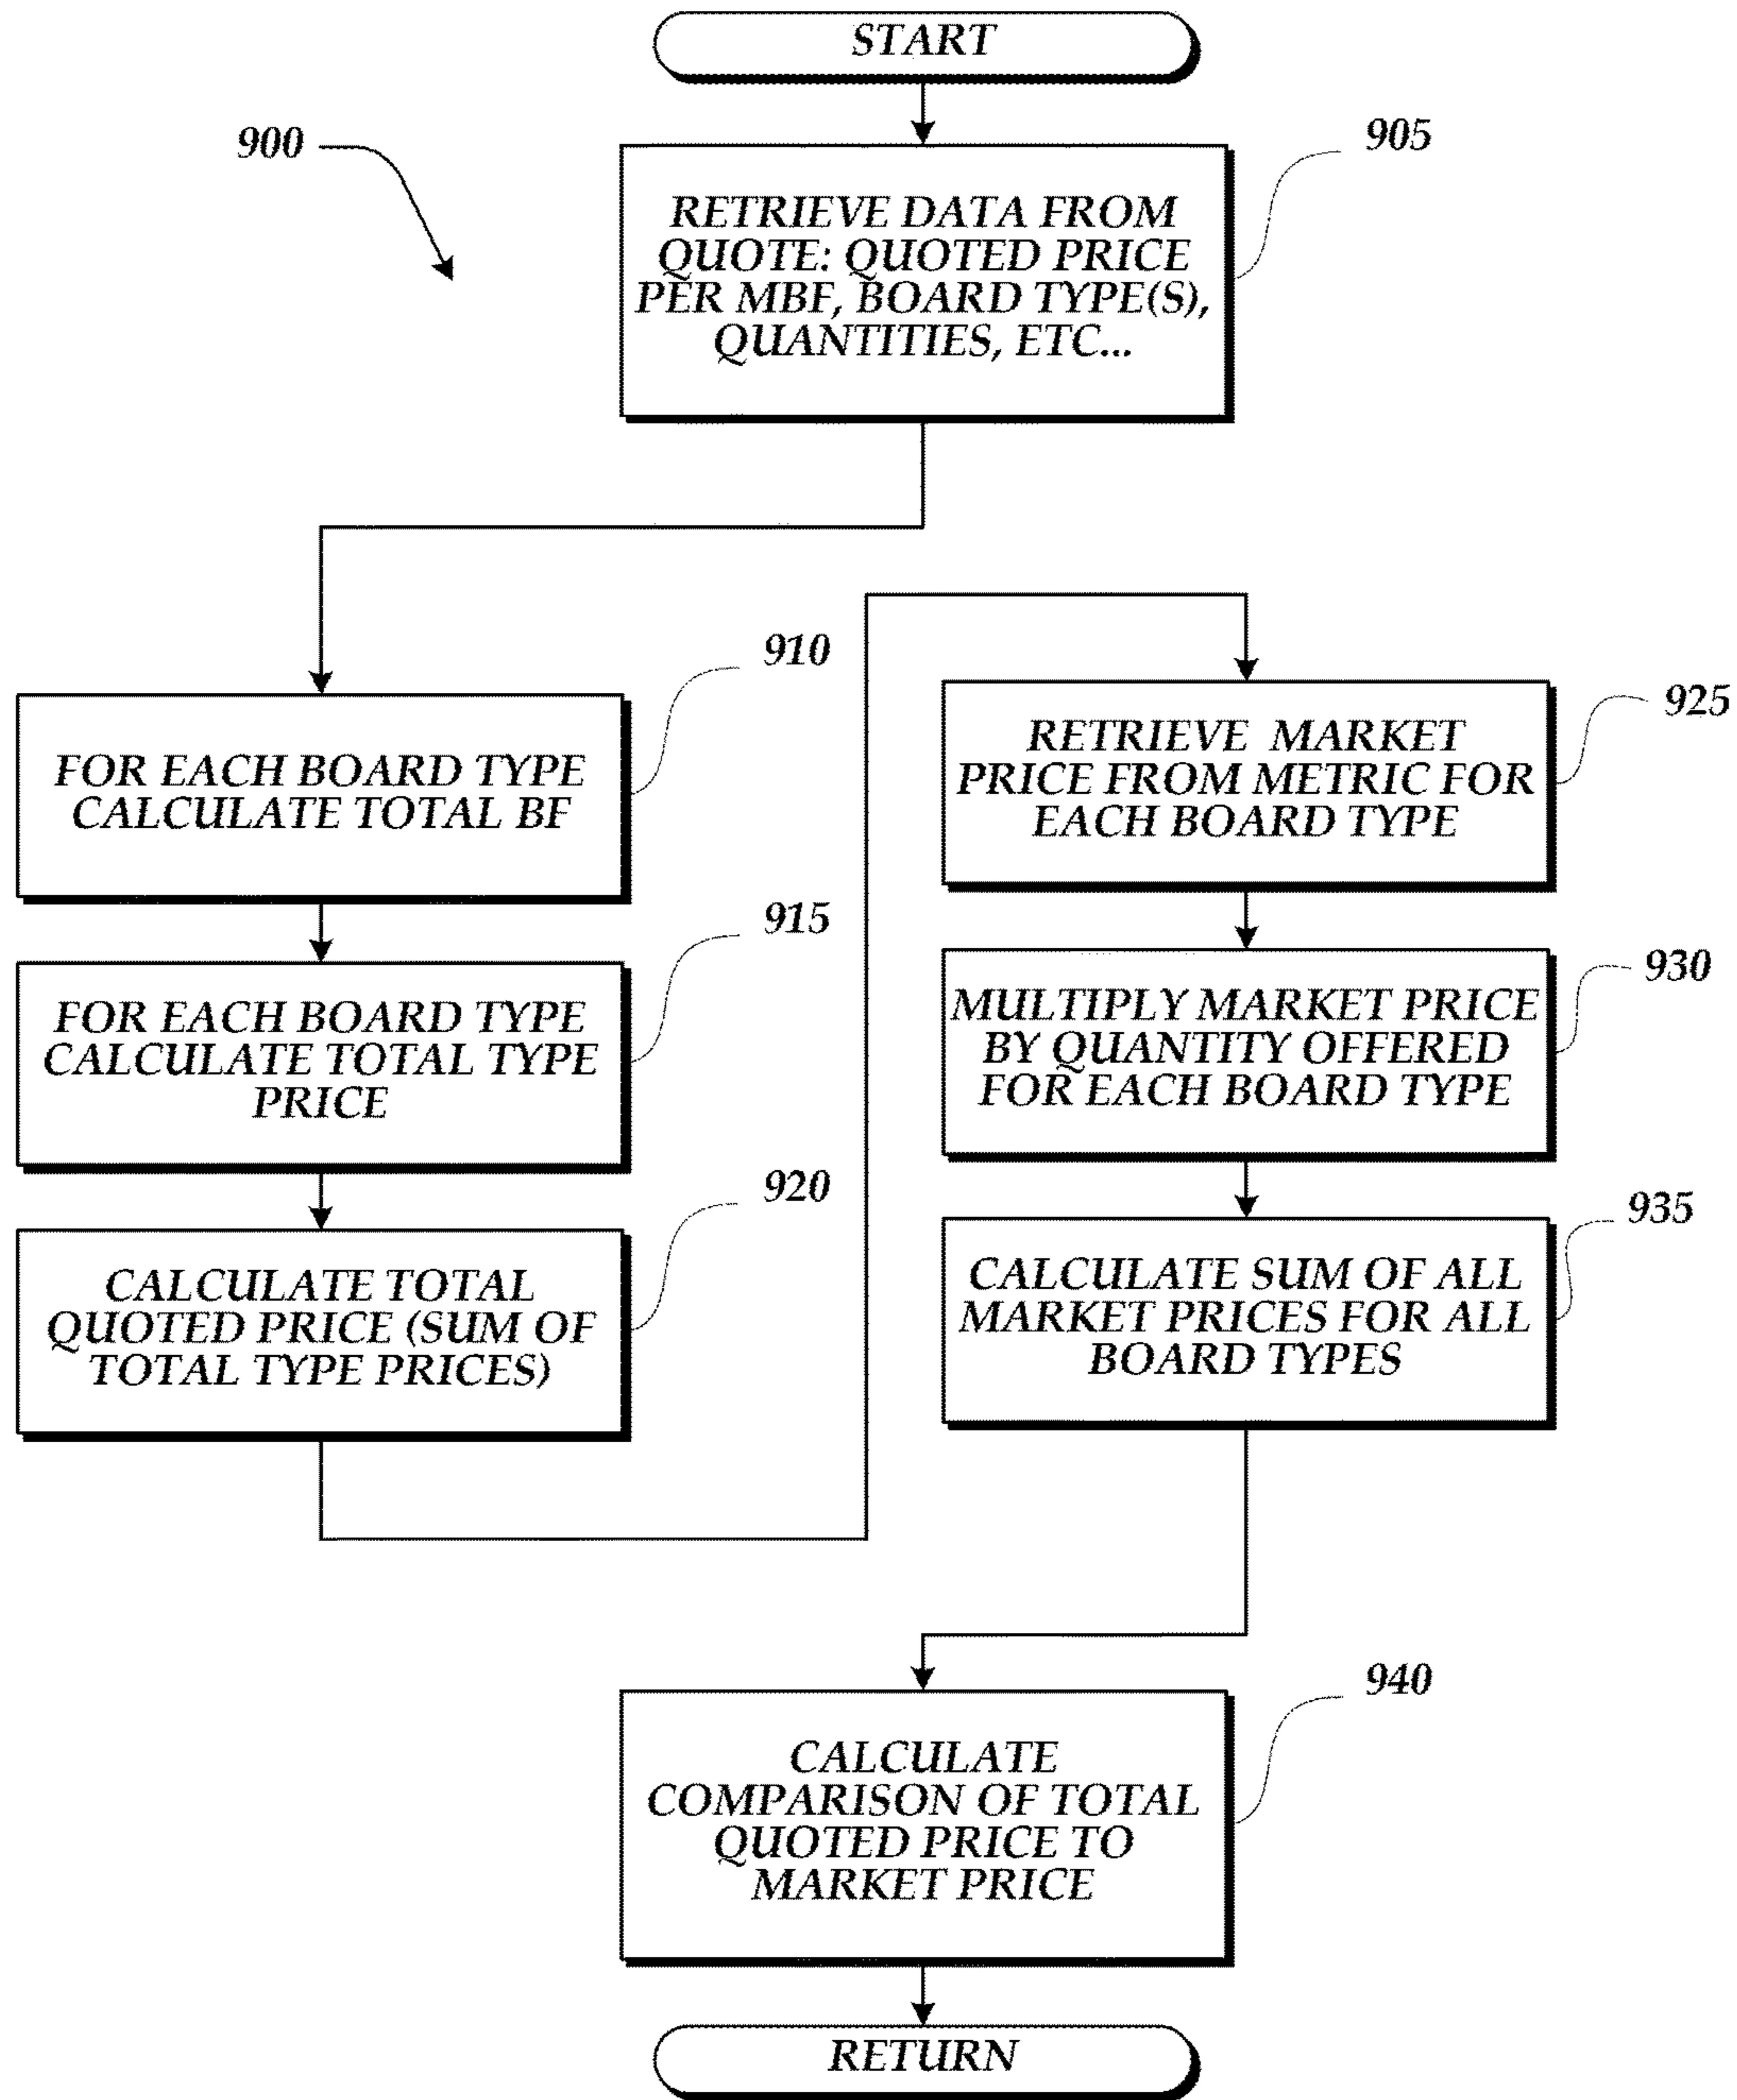 START
900
905
RETRIEVE DATA FROM
QUOTE: QUOTED PRICE
PER MBF, BOARD TYPE(S),
QUANTITIES, ETC...
910
FOR EACH BOARD TYPE
CALCULATE TOTAL BF
915
FOR EACH BOARD TYPE
CALCULATE TOTAL TYPE
PRICE
920
CALCULATE TOTAL
QUOTED PRICE (SUM OF
TOTAL TYPE PRICES)
925
RETRIEVE MARKET
PRICE FROM METRIC FOR
EACH BOARD TYPE
930
MULTIPLY MARKET PRICE
BY QUANTITY OFFERED
FOR EACH BOARD TYPE
935
CALCULATE SUM OF ALL
MARKET PRICES FOR ALL
BOARD TYPES
940
CALCULATE
COMPARISON OF TOTAL
QUOTED PRICE TO
MARKET PRICE
RETURN